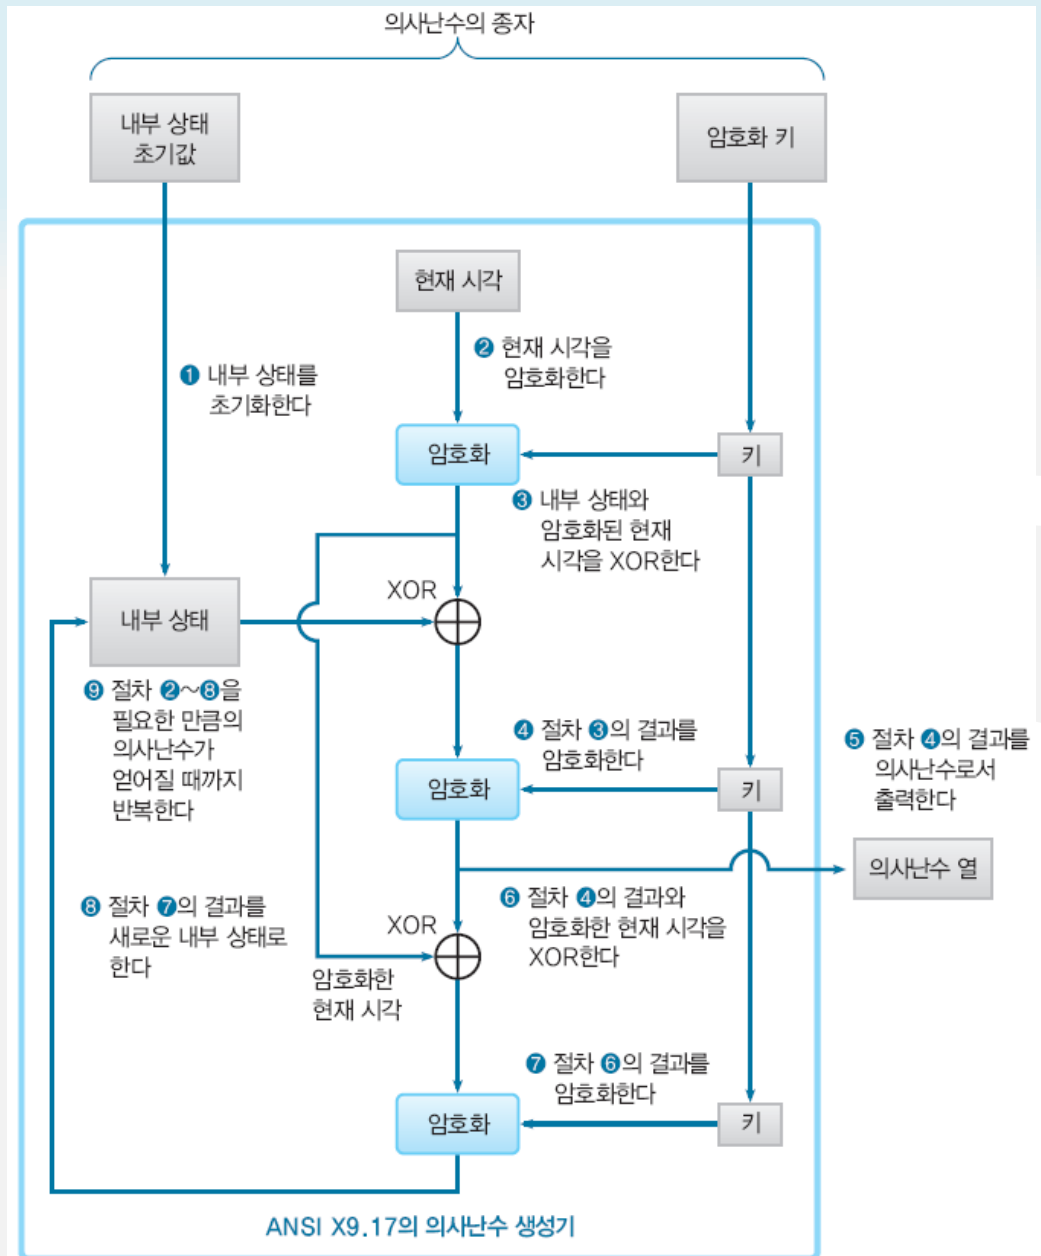 의사난수의 종자
내부 상태
초기값
암호화 키
현재 시각
❷ 현재 시각을
암호화한다
❶ 내부 상태를
초기화한다
암호화
키
❸ 내부 상태와
암호화된 현재
시각을 XOR한다
XOR
내부 상태
❾ 절차 ❷~❽을
필요한 만큼의
의사난수가
얻어질 때까지
반복한다
❹ 절차 ❸의 결과를
암호화한다
❺ 절차 ❹의 결과를
의사난수로서
출력한다
암호화
키
의사난수 열
❽ 절차 ❼의 결과를
새로운 내부 상태로
한다
❻ 절차 ❹의 결과와
암호화한 현재 시각을
XOR한다
XOR
암호화한
현재 시각
❼ 절차 ❻의 결과를
암호화한다
암호화
키
ANSI X9.17의 의사난수 생성기